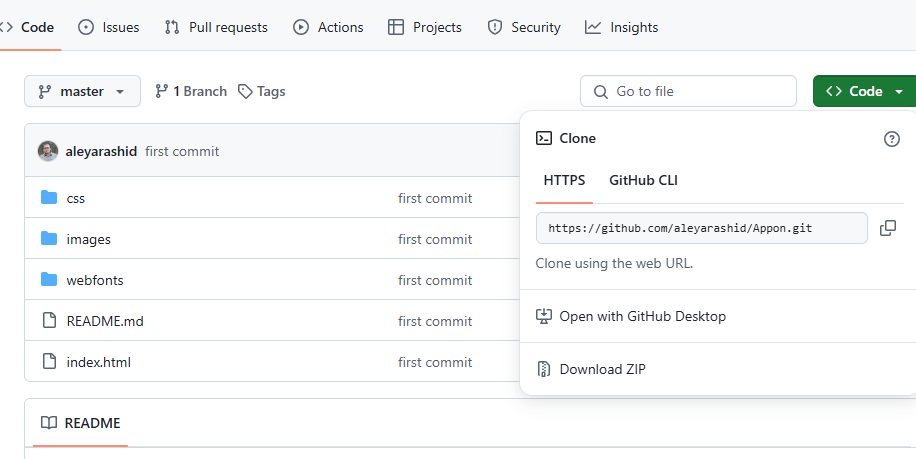 Code Issues Pull requests Actions Projects Security Insights
master 1 Branch Tags Go to file Code
aleyarashid first commit
Clone
HTTPS GitHub CLI
css first commit
https://github.com/aleyarashid/Appon.git
images first commit
Clone using the web URL.
webfonts first commit
README.md first commit
Open with GitHub Desktop
index.html first commit
Download ZIP
README